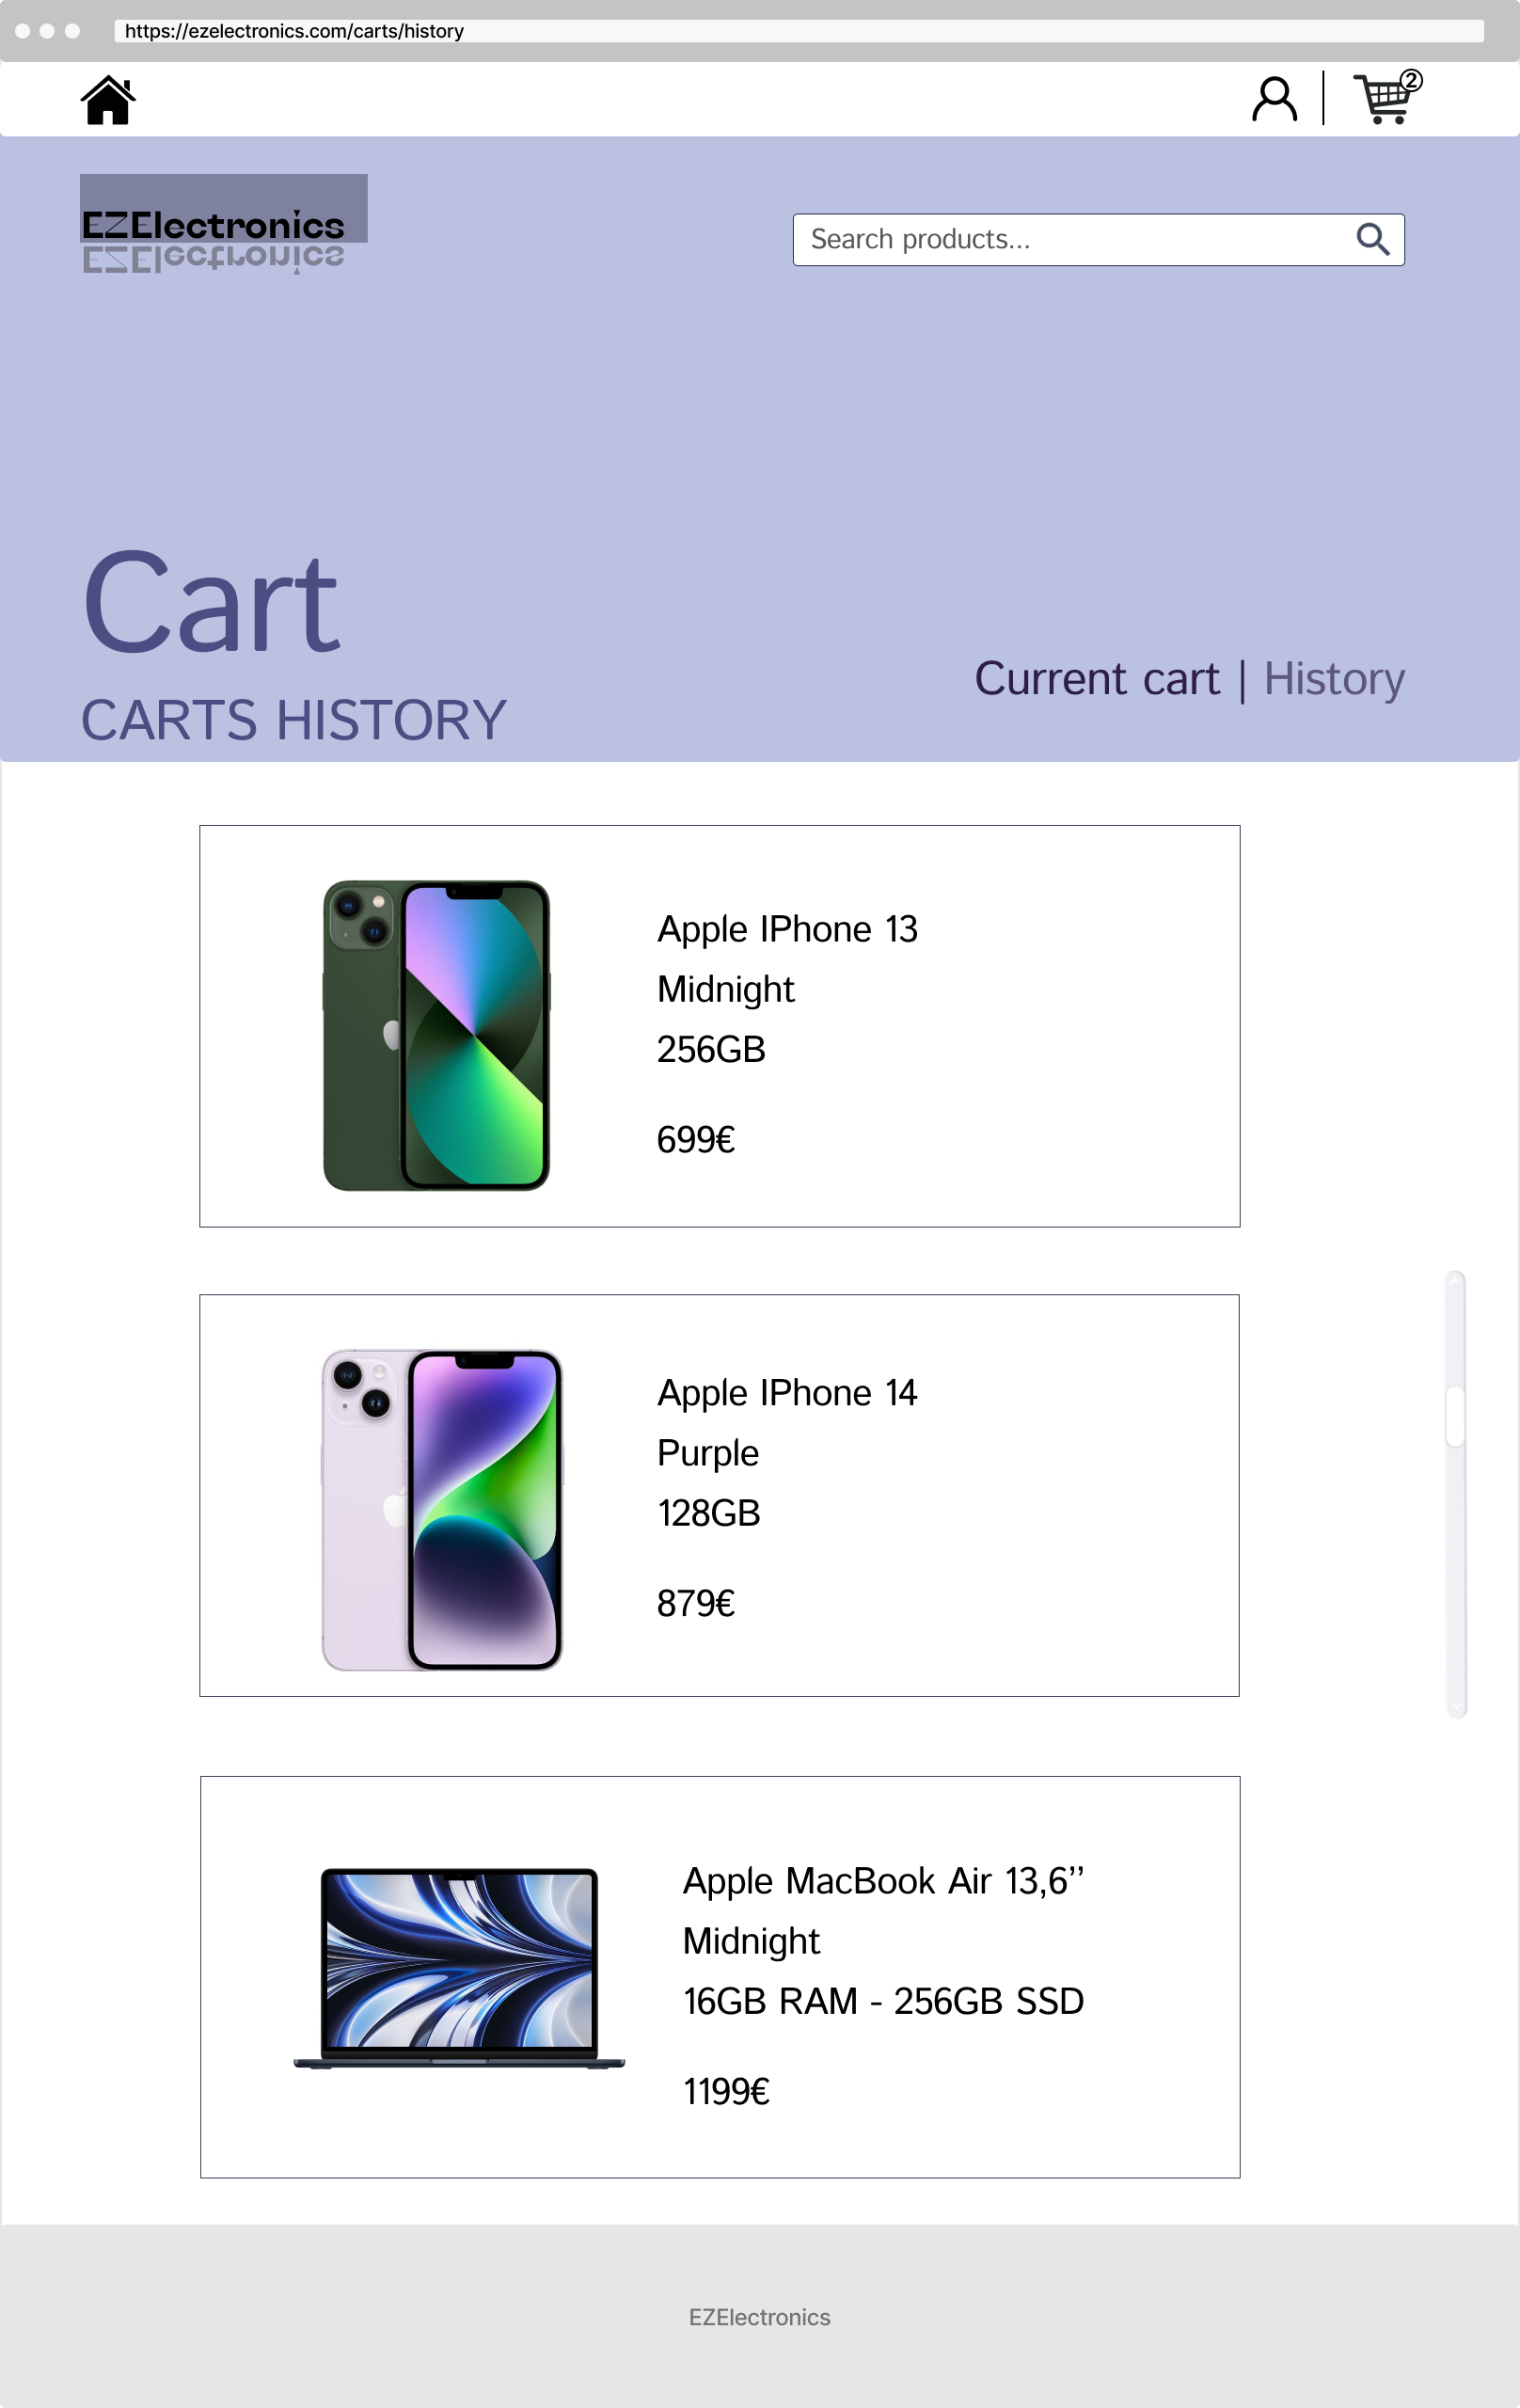 https://ezelectronics.com/carts/history
2
EZElectronics
EZElectronics
Search products...
Cart
Current cart | History
CARTS HISTORY
Apple IPhone 13
Midnight
256GB
699€
Apple IPhone 14
Purple
128GB
879€
Apple MacBook Air 13,6’’
Midnight
16GB RAM - 256GB SSD
1199€
EZElectronics